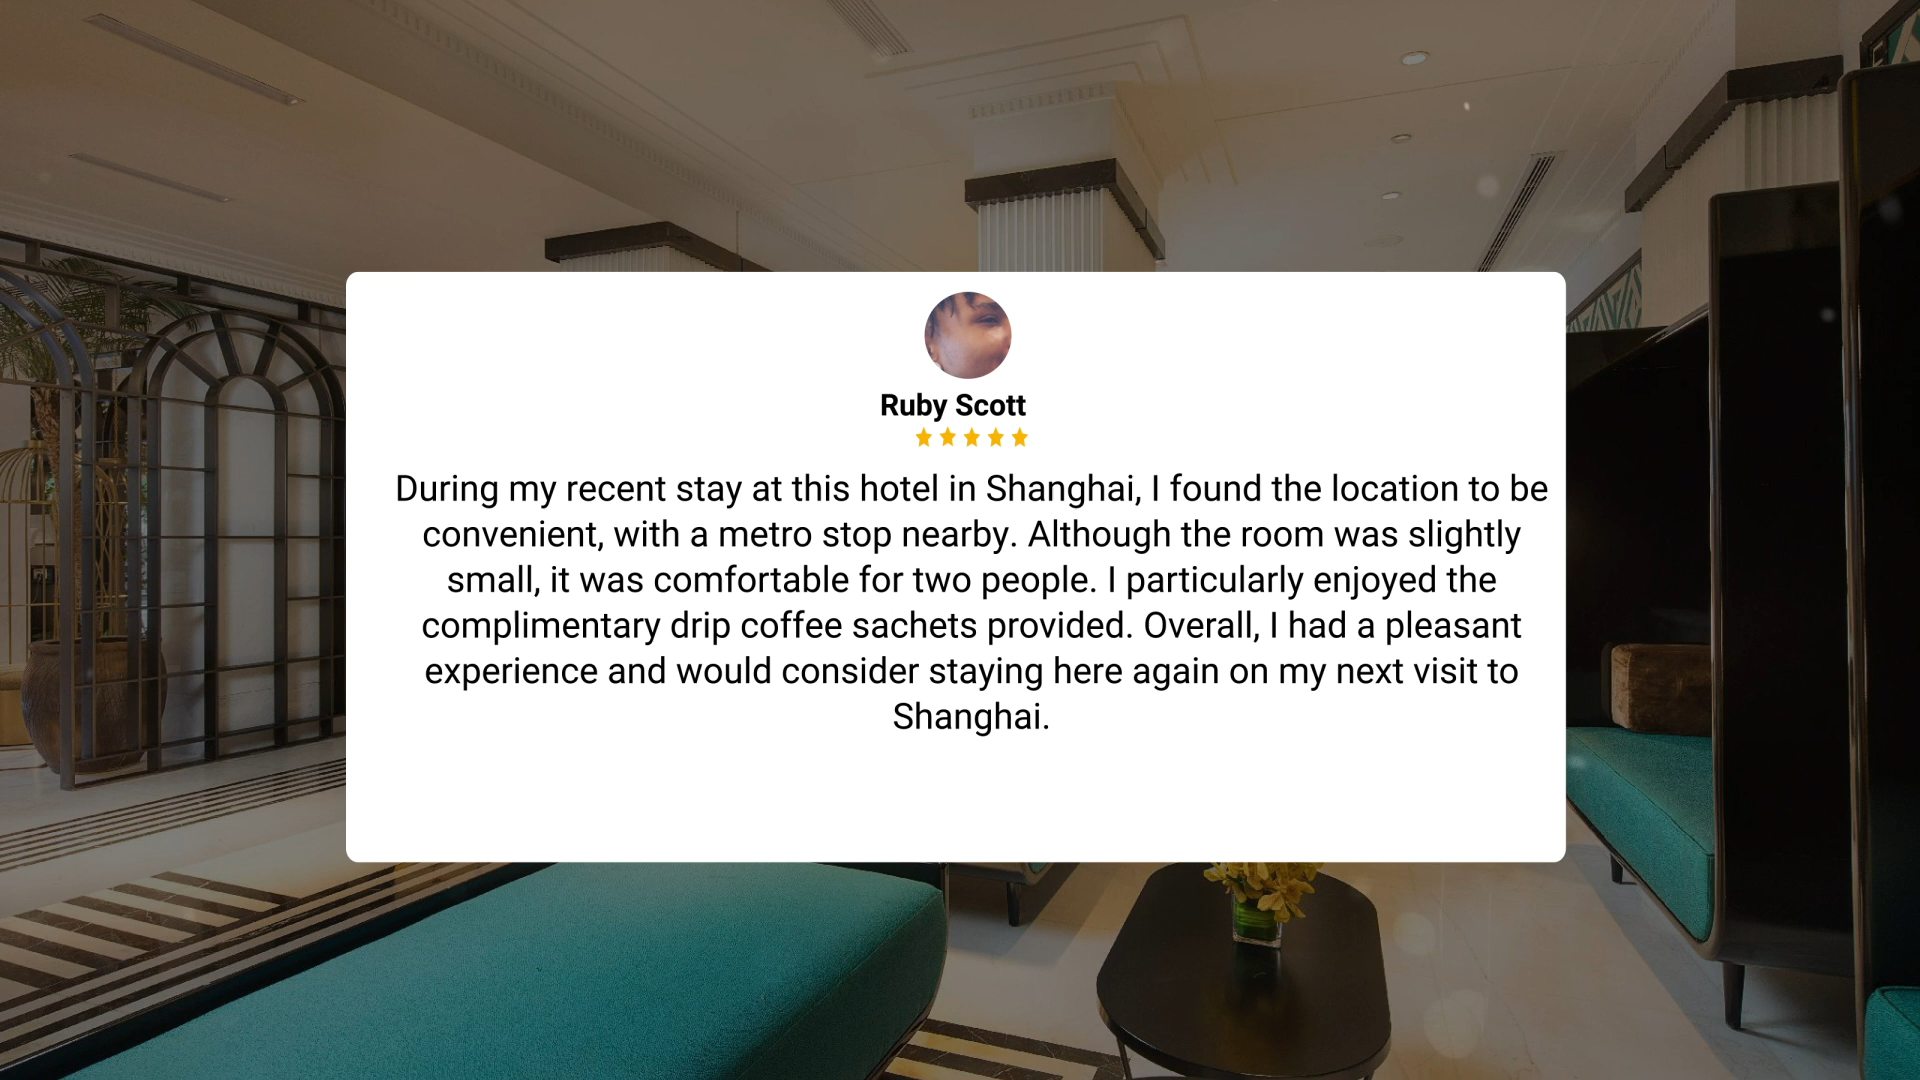 Ruby Scott
During my recent stay at this hotel in Shanghai, I found the location to be
convenient, with a metro stop nearby. Although the room was slightly
small, it was comfortable for two people. I particularly enjoyed the
complimentary drip coffee sachets provided. Overall, I had a pleasant
experience and would consider staying here again on my next visit to
Shanghai.